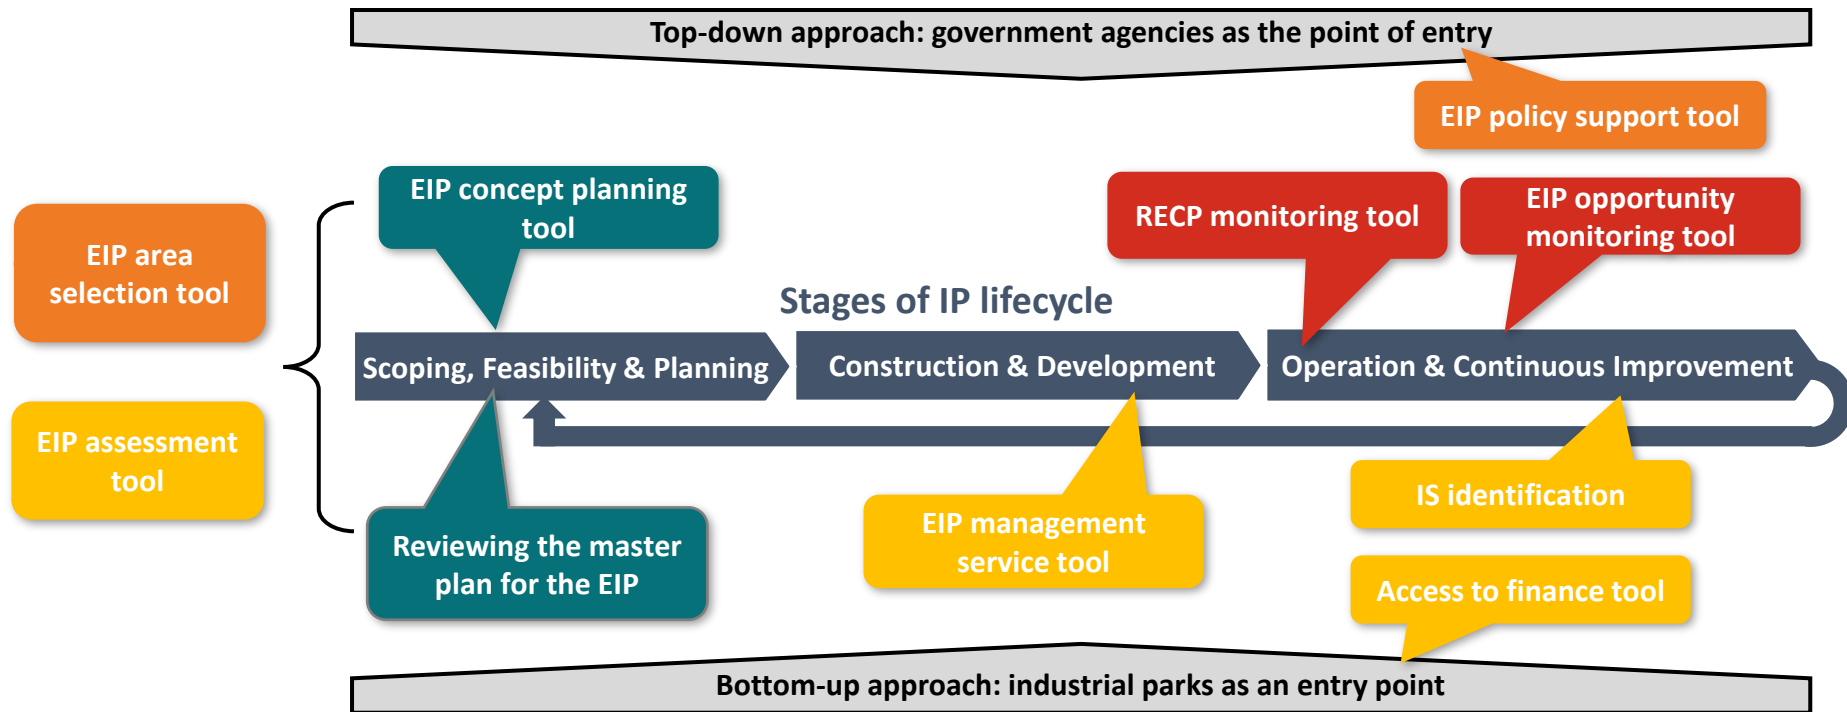 Top-down approach: government agencies as the point of entry
EIP policy support tool
EIP concept planning
tool
RECP monitoring tool
EIP opportunity
monitoring tool
EIP area
selection tool
Stages of IP lifecycle
Scoping, Feasibility & Planning
Construction & Development
Operation & Continuous Improvement
EIP assessment
tool
Reviewing the master
plan for the EIP
EIP management
service tool
IS identification
Access to finance tool
Bottom-up approach: industrial parks as an entry point